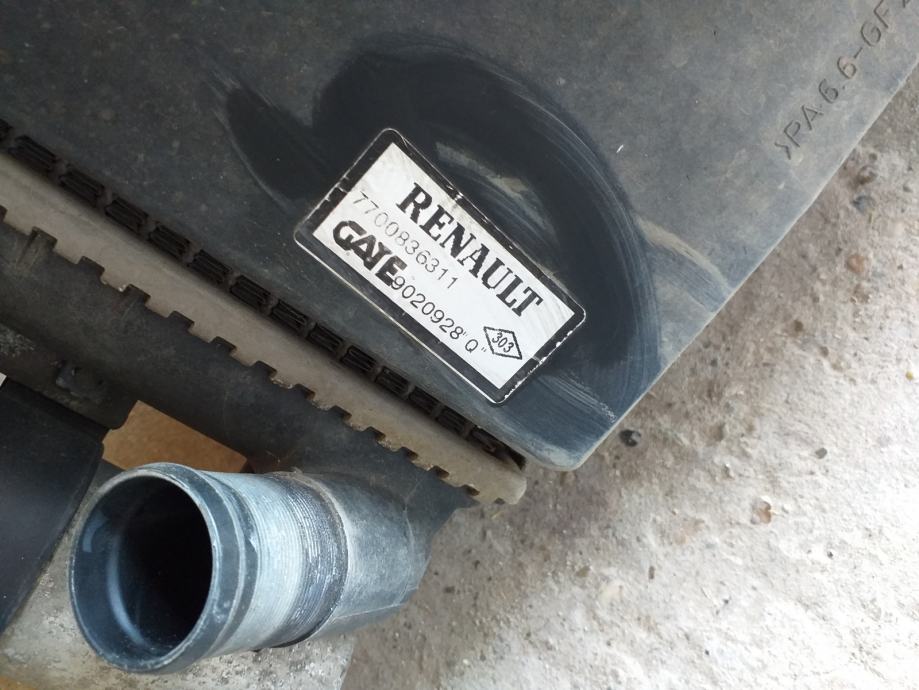 RENAULT
7700836311
GATE
9020928"Q"
303
>PA 6.6-GF